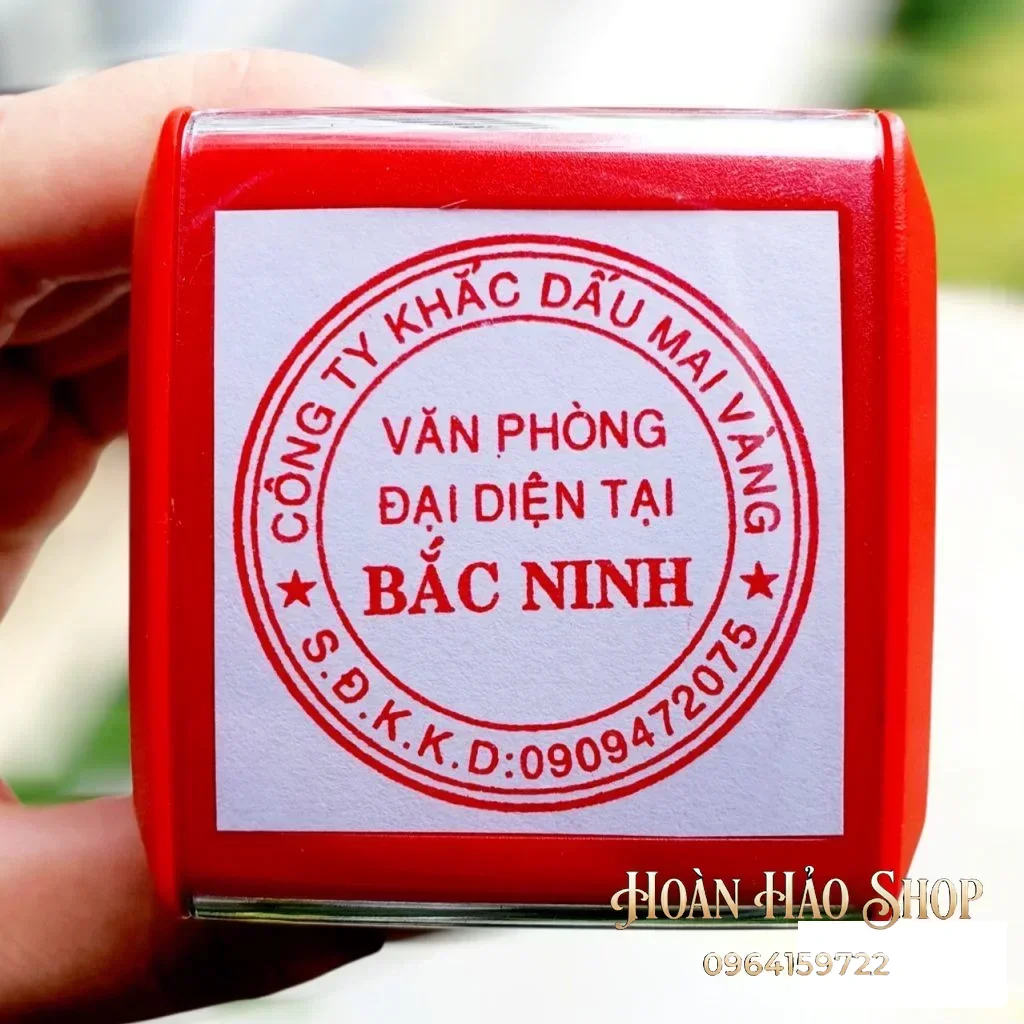 CÔNG TY KHẮC DẤU MAI VÀNG
VĂN PHÒNG
ĐẠI DIỆN TẠI
BẮC NINH
★ S.Đ.K.K.D:0909472075 ★
HOÀN HẢO SHOP
0964159722